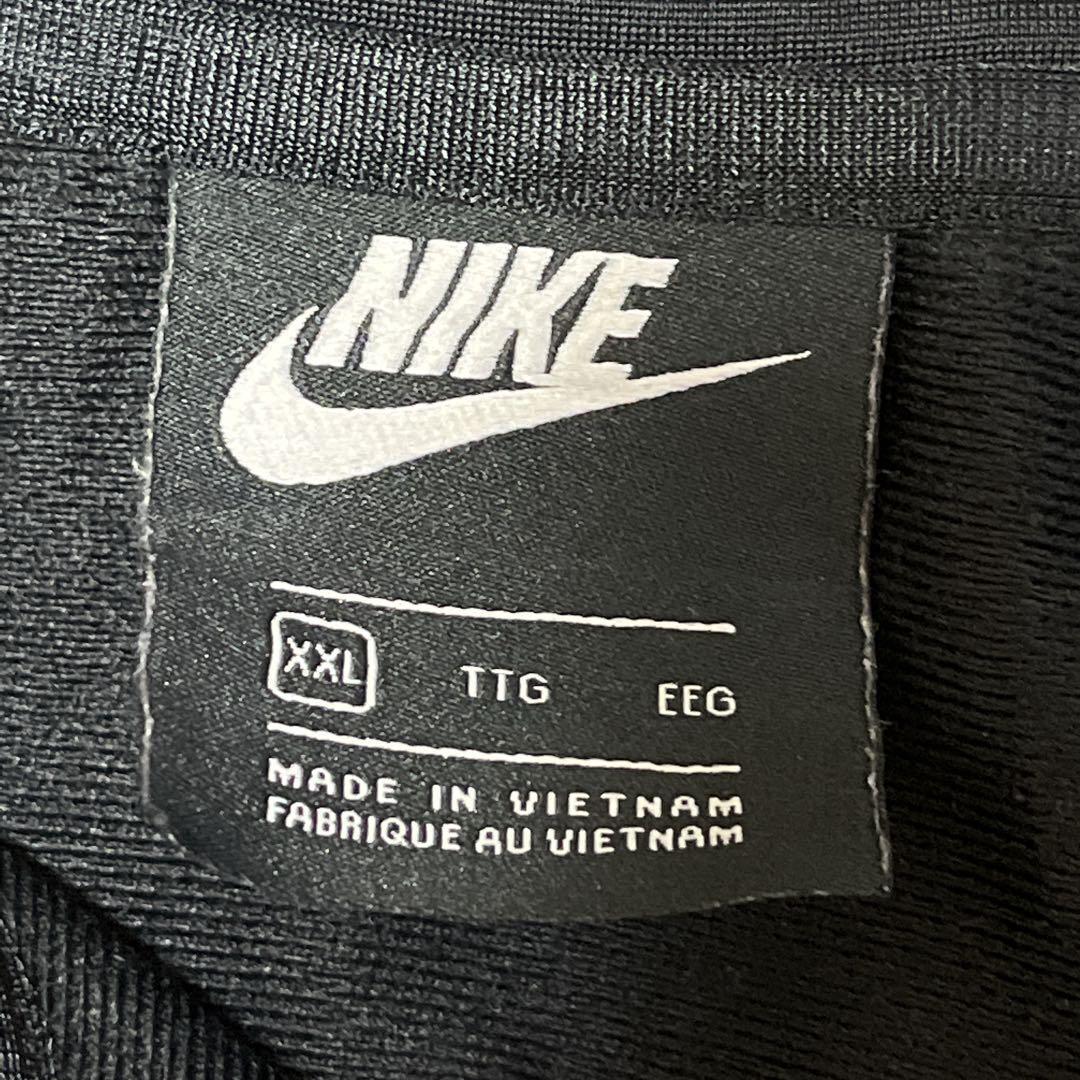 NIKE
XXL TTG EEG
MADE IN VIETNAM
FABRIQUE AU VIETNAM